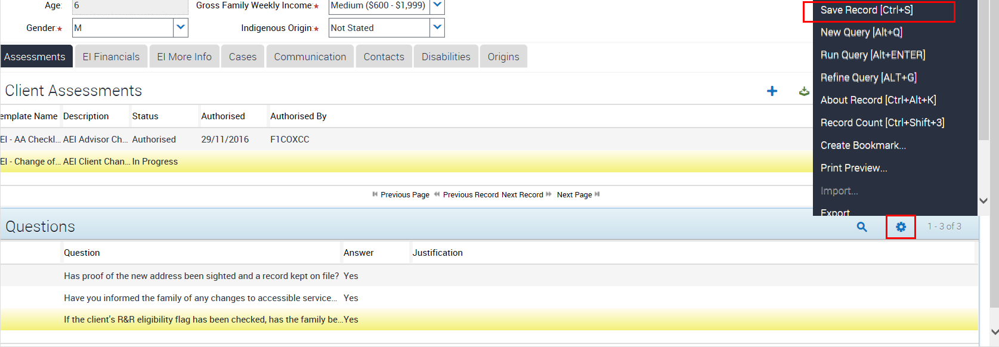 Age: 6 Gross Family Weekly Income:* Medium ($600 - $1,999)
Gender:* M Indigenous Origin:* Not Stated
Assessments EI Financials EI More Info Cases Communication Contacts Disabilities Origins
Client Assessments
emplate Name Description Status Authorised Authorised By
EI - AA Checkl... AEI Advisor Ch... Authorised 29/11/2016 F1COXCC
EI - Change of... AEI Client Chan... In Progress
Previous Page Previous Record Next Record Next Page
Save Record [Ctrl+S]
New Query [Alt+Q]
Run Query [Alt+ENTER]
Refine Query [ALT+G]
About Record [Ctrl+Alt+K]
Record Count [Ctrl+Shift+3]
Create Bookmark...
Print Preview...
Import...
Export
Questions 1 - 3 of 3
Question Answer Justification
Has proof of the new address been sighted and a record kept on file? Yes
Have you informed the family of any changes to accessible service... Yes
If the client's R&R eligibility flag has been checked, has the family be... Yes